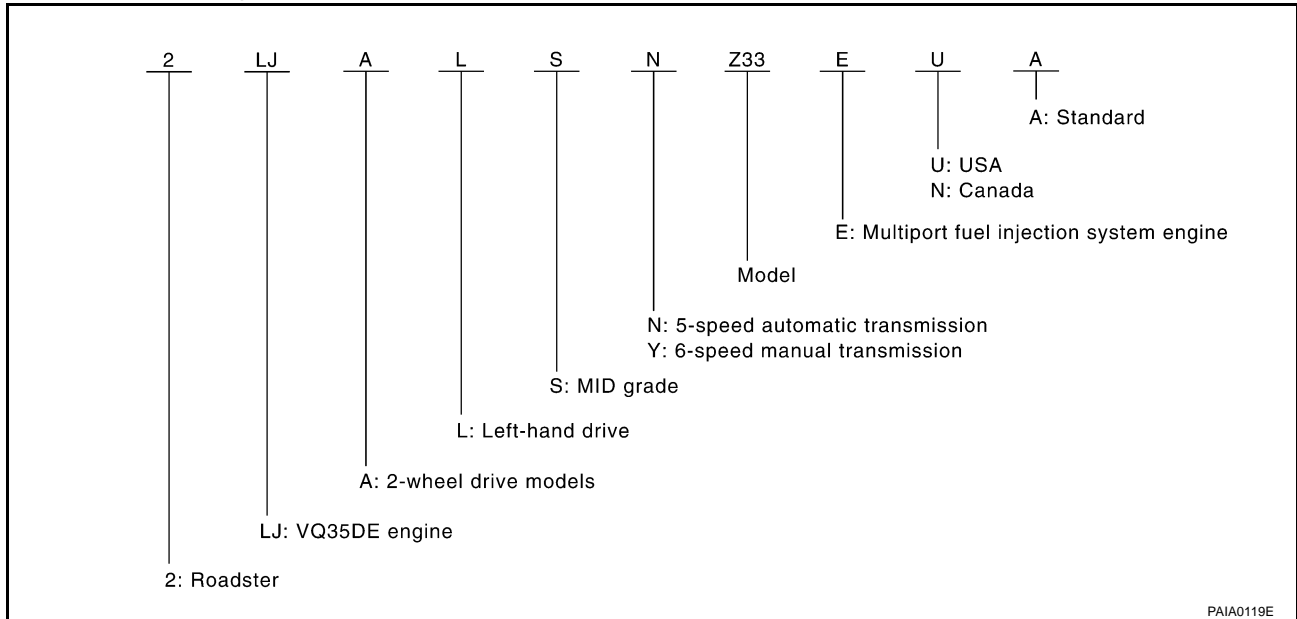 2 LJ A L S N Z33 E U A
A: Standard
U: USA
N: Canada
E: Multiport fuel injection system engine
Model
N: 5-speed automatic transmission
Y: 6-speed manual transmission
S: MID grade
L: Left-hand drive
A: 2-wheel drive models
LJ: VQ35DE engine
2: Roadster
PAIA0119E